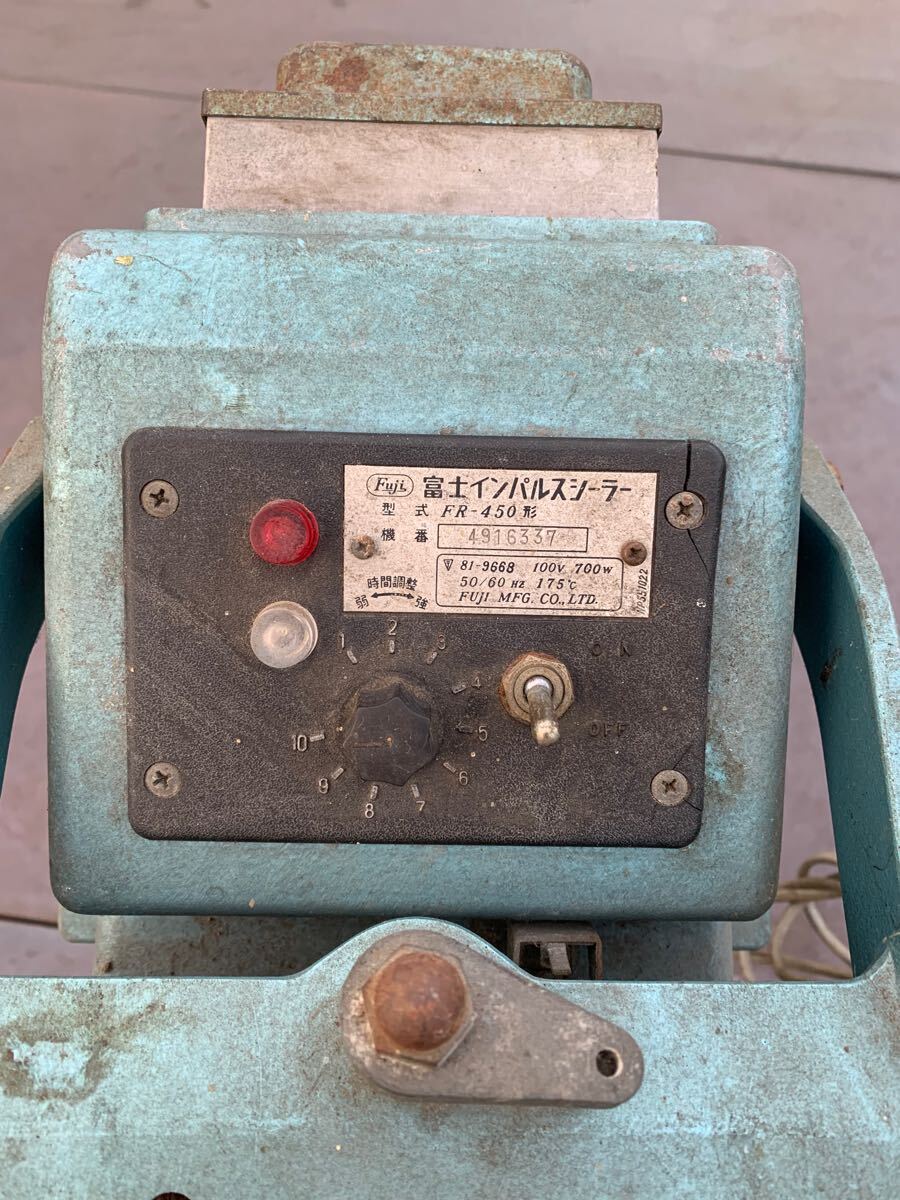 Fuji 富士インパルスシーラー
型式 FR-450形
機番 4916337
▽ 81-9668 100V 700W
50/60 HZ 175℃
FUJI MFG. CO., LTD.
時間調整
弱 強
1
2
3
4
5
6
7
8
9
10
ON
OFF